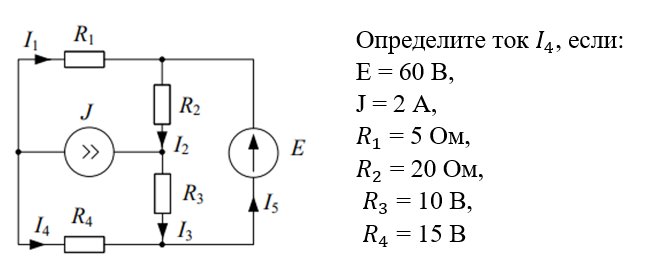 I₁ R₁
R₂
J
I₂ E
R₃
I₄ R₄ I₃ I₅
Определите ток I₄, если:
E = 60 В,
J = 2 А,
R₁ = 5 Ом,
R₂ = 20 Ом,
R₃ = 10 В,
R₄ = 15 В